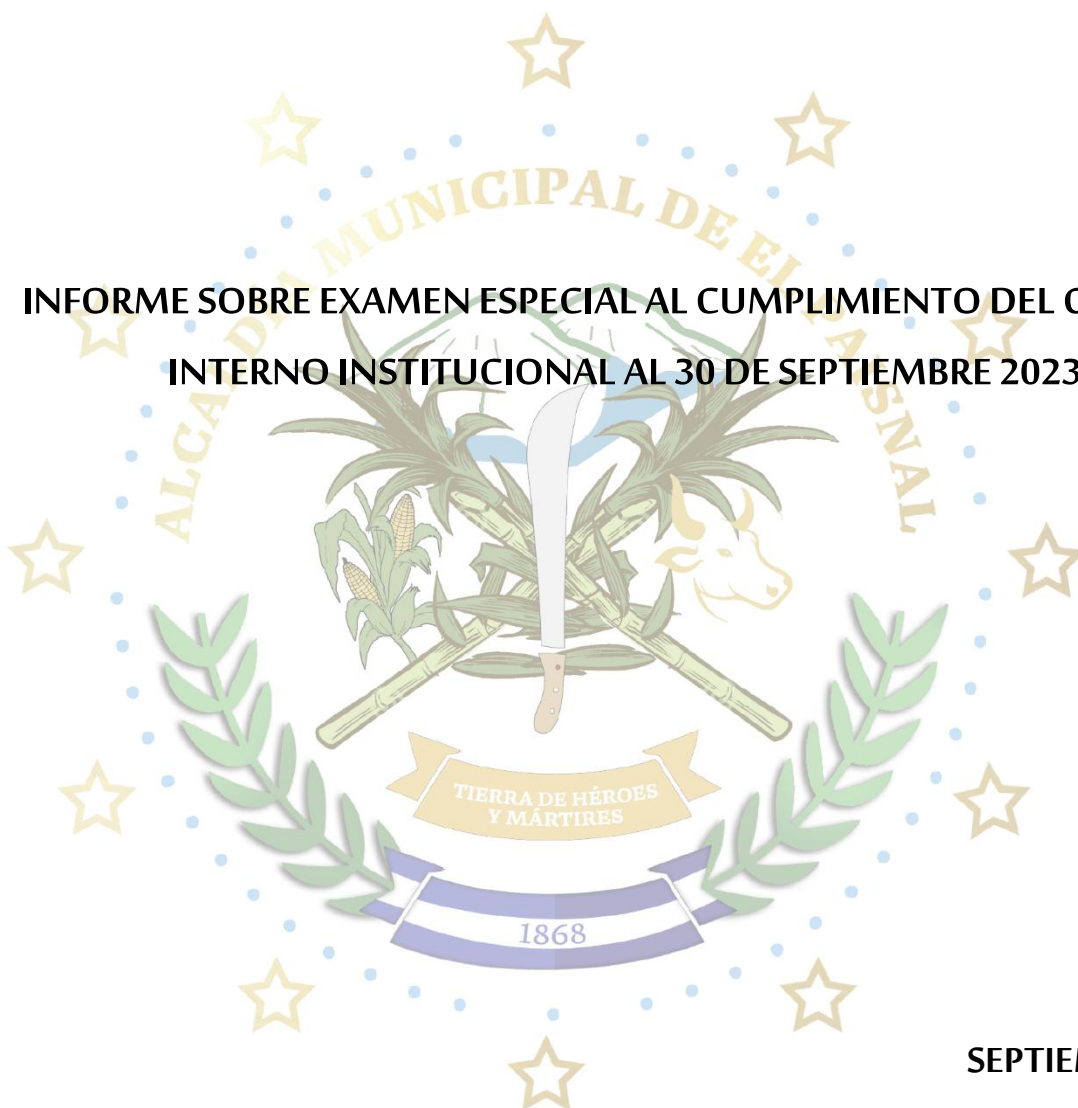 ALCALDIA MUNICIPAL DE EL PAISNAL
INFORME SOBRE EXAMEN ESPECIAL AL CUMPLIMIENTO DEL
INTERNO INSTITUCIONAL AL 30 DE SEPTIEMBRE 2023
TIERRA DE HÉROES
Y MÁRTIRES
1868
SEPTIE